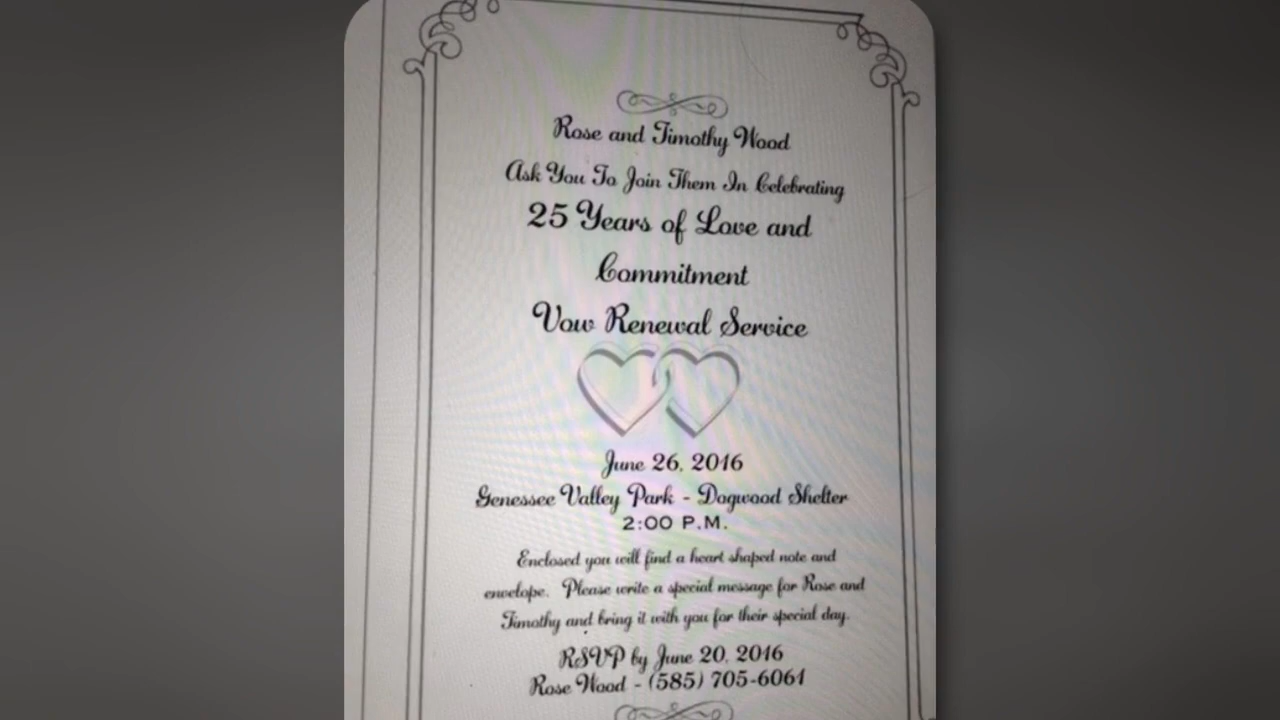 Rose and Timothy Wood
Ask You To Join Them In Celebrating
25 Years of Love and
Commitment
Vow Renewal Service
June 26, 2016
Genessee Valley Park - Dogwood Shelter
2:00 P.M.
Enclosed you will find a heart shaped note and
envelope. Please write a special message for Rose and
Timothy and bring it with you for their special day.
RSVP by June 20, 2016
Rose Wood - (585) 705-6061